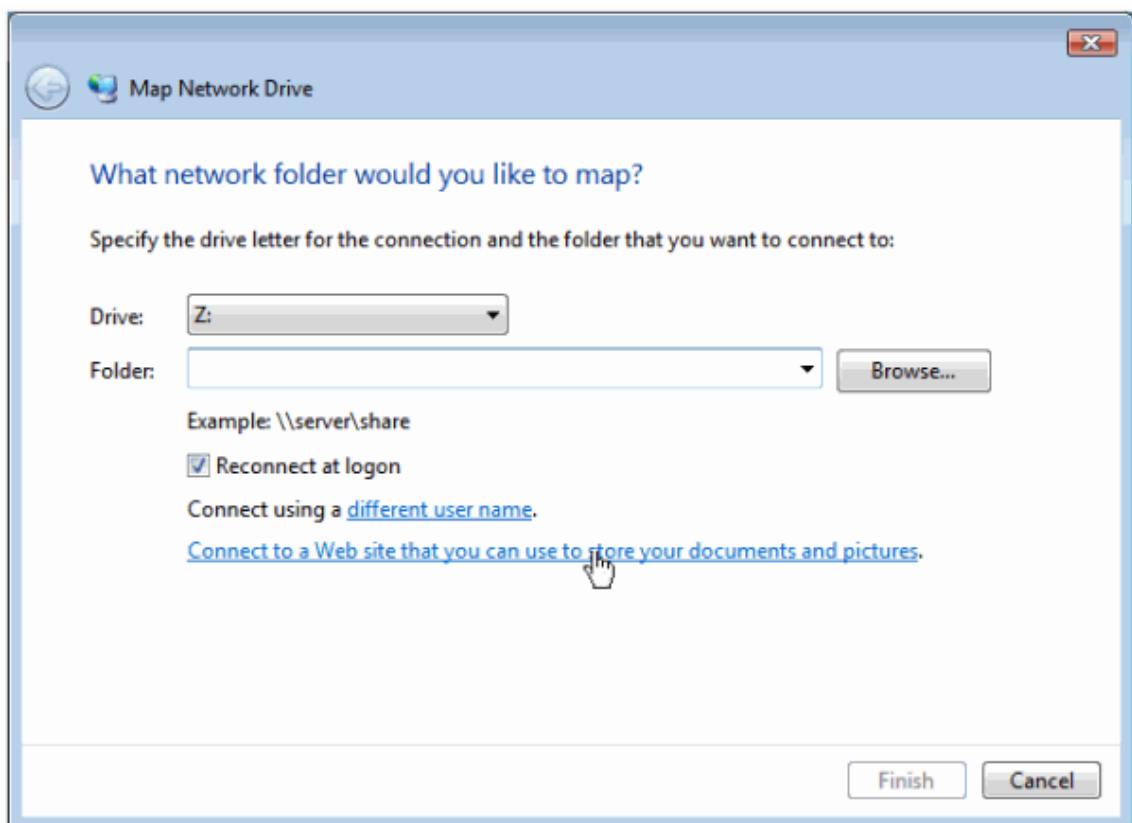 Map Network Drive
What network folder would you like to map?
Specify the drive letter for the connection and the folder that you want to connect to:
Drive: Z:
Folder: Browse...
Example: \\server\share
Reconnect at logon
Connect using a different user name.
Connect to a Web site that you can use to store your documents and pictures.
Finish Cancel